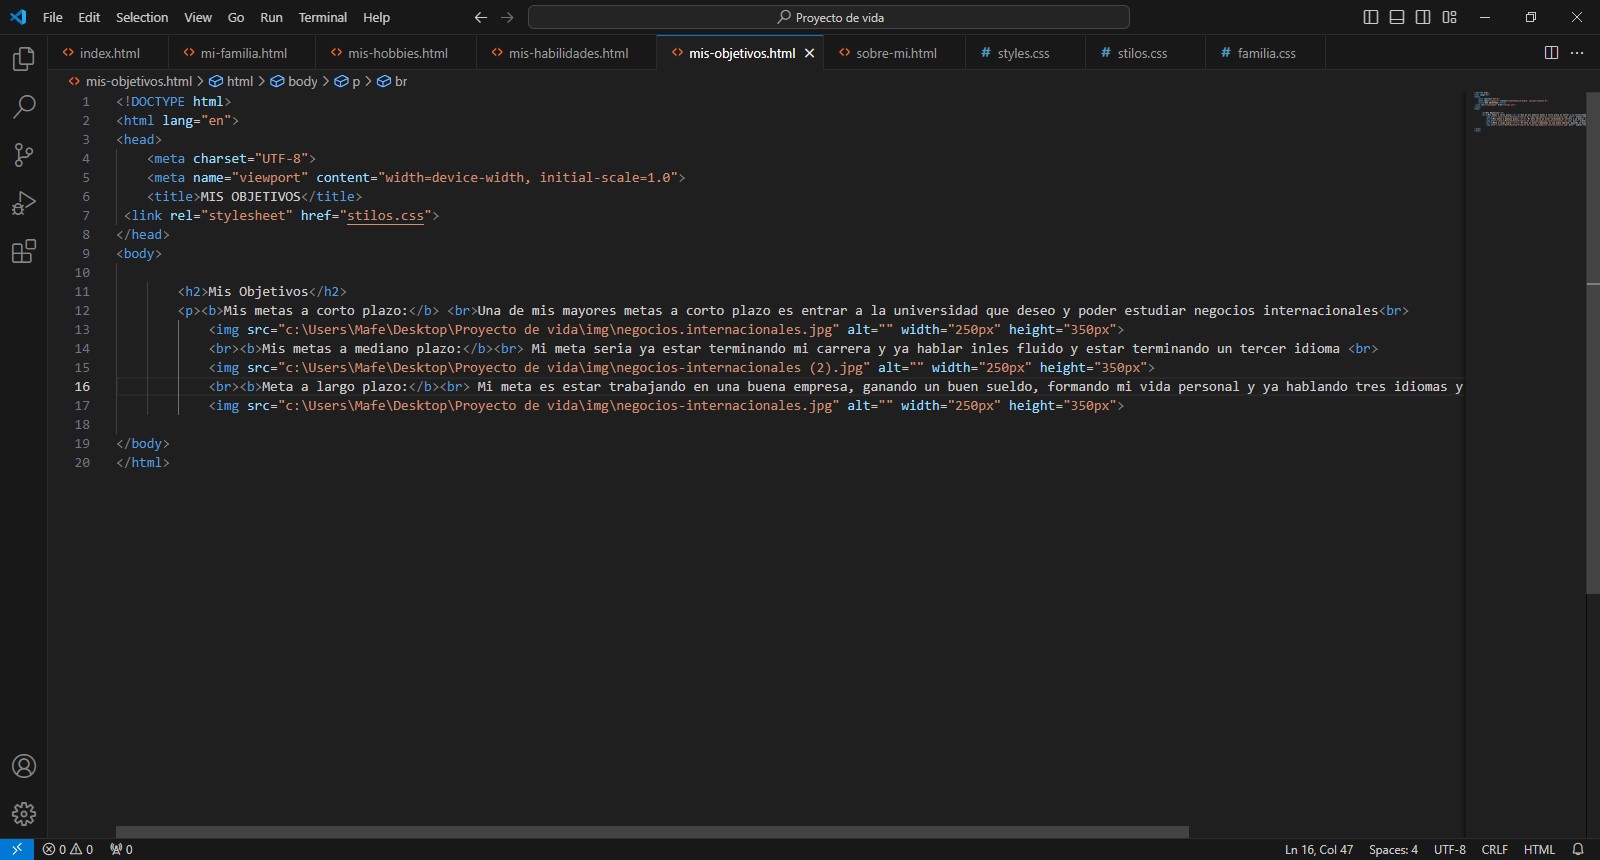 File Edit Selection View Go Run Terminal Help Proyecto de vida
index.html mi-familia.html mis-hobbies.html mis-habilidades.html mis-objetivos.html sobre-mi.html # styles.css # stilos.css # familia.css
mis-objetivos.html > html > body > p > br
1 <!DOCTYPE html>
2 <html lang="en">
3 <head>
4 <meta charset="UTF-8">
5 <meta name="viewport" content="width=device-width, initial-scale=1.0">
6 <title>MIS OBJETIVOS</title>
7 <link rel="stylesheet" href="stilos.css">
8 </head>
9 <body>
10
11 <h2>Mis Objetivos</h2>
12 <p><b>Mis metas a corto plazo:</b> <br>Una de mis mayores metas a corto plazo es entrar a la universidad que deseo y poder estudiar negocios internacionales<br>
13 <img src="c:\Users\Mafe\Desktop\Proyecto de vida\img\negocios.internacionales.jpg" alt="" width="250px" height="350px">
14 <br><b>Mis metas a mediano plazo:</b><br> Mi meta seria ya estar terminando mi carrera y ya hablar inles fluido y estar terminando un tercer idioma <br>
15 <img src="c:\Users\Mafe\Desktop\Proyecto de vida\img\negocios-internacionales (2).jpg" alt="" width="250px" height="350px">
16 <br><b>Meta a largo plazo:</b><br> Mi meta es estar trabajando en una buena empresa, ganando un buen sueldo, formando mi vida personal y ya hablando tres idiomas y
17 <img src="c:\Users\Mafe\Desktop\Proyecto de vida\img\negocios-internacionales.jpg" alt="" width="250px" height="350px">
18
19 </body>
20 </html>
0 0 0 Ln 16, Col 47 Spaces: 4 UTF-8 CRLF HTML